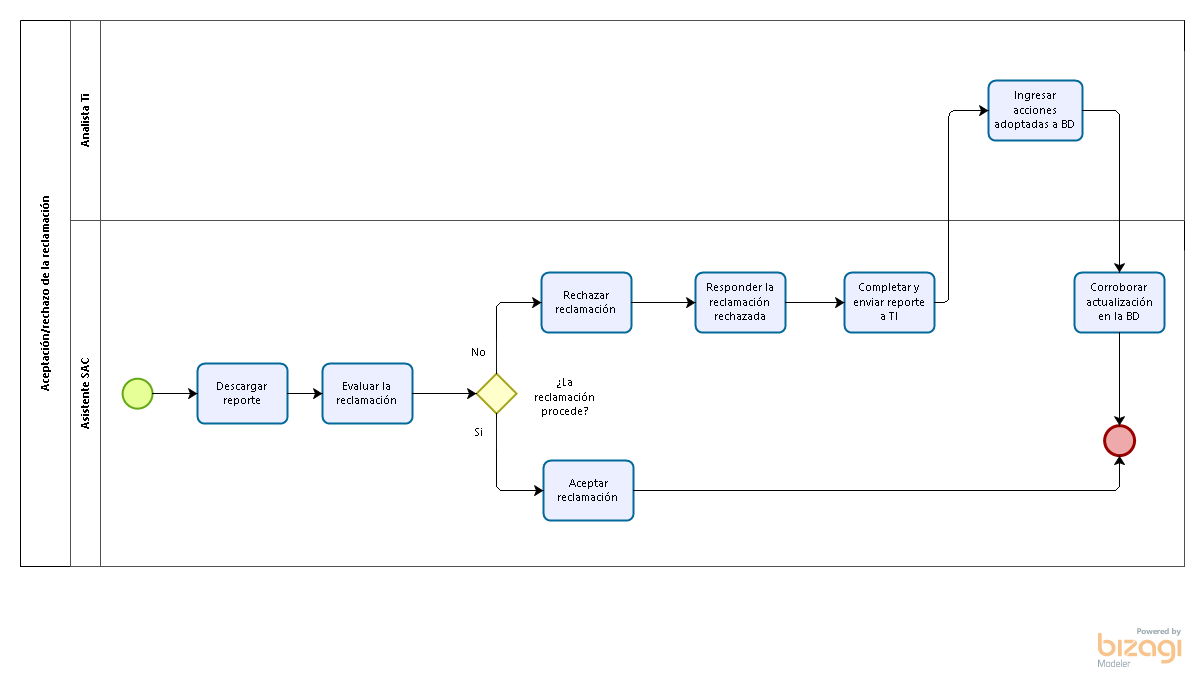 Aceptación/rechazo de la reclamación
Analista Ti
Ingresar
acciones
adoptadas a BD
Asistente SAC
Descargar
reporte
Evaluar la
reclamación
No
¿La
reclamación
procede?
Si
Rechazar
reclamación
Responder la
reclamación
rechazada
Completar y
enviar reporte
a TI
Corroborar
actualización
en la BD
Aceptar
reclamación
Powered by
bizagi
Modeler